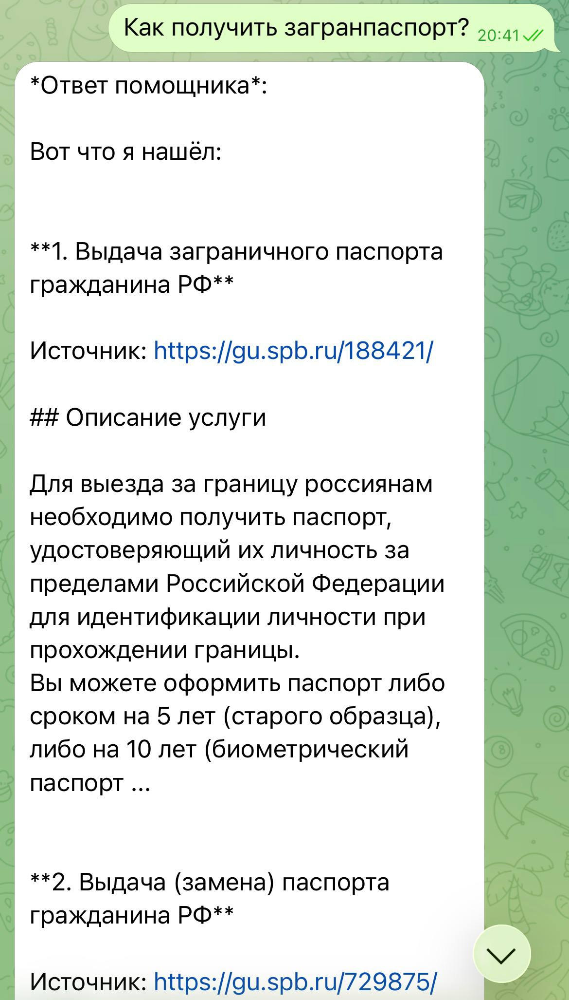 Как получить загранпаспорт? 20:41
*Ответ помощника*:
Вот что я нашёл:
**1. Выдача заграничного паспорта
гражданина РФ**
Источник: https://gu.spb.ru/188421/
## Описание услуги
Для выезда за границу россиянам
необходимо получить паспорт,
удостоверяющий их личность за
пределами Российской Федерации
для идентификации личности при
прохождении границы.
Вы можете оформить паспорт либо
сроком на 5 лет (старого образца),
либо на 10 лет (биометрический
паспорт ...
**2. Выдача (замена) паспорта
гражданина РФ**
Источник: https://gu.spb.ru/729875/